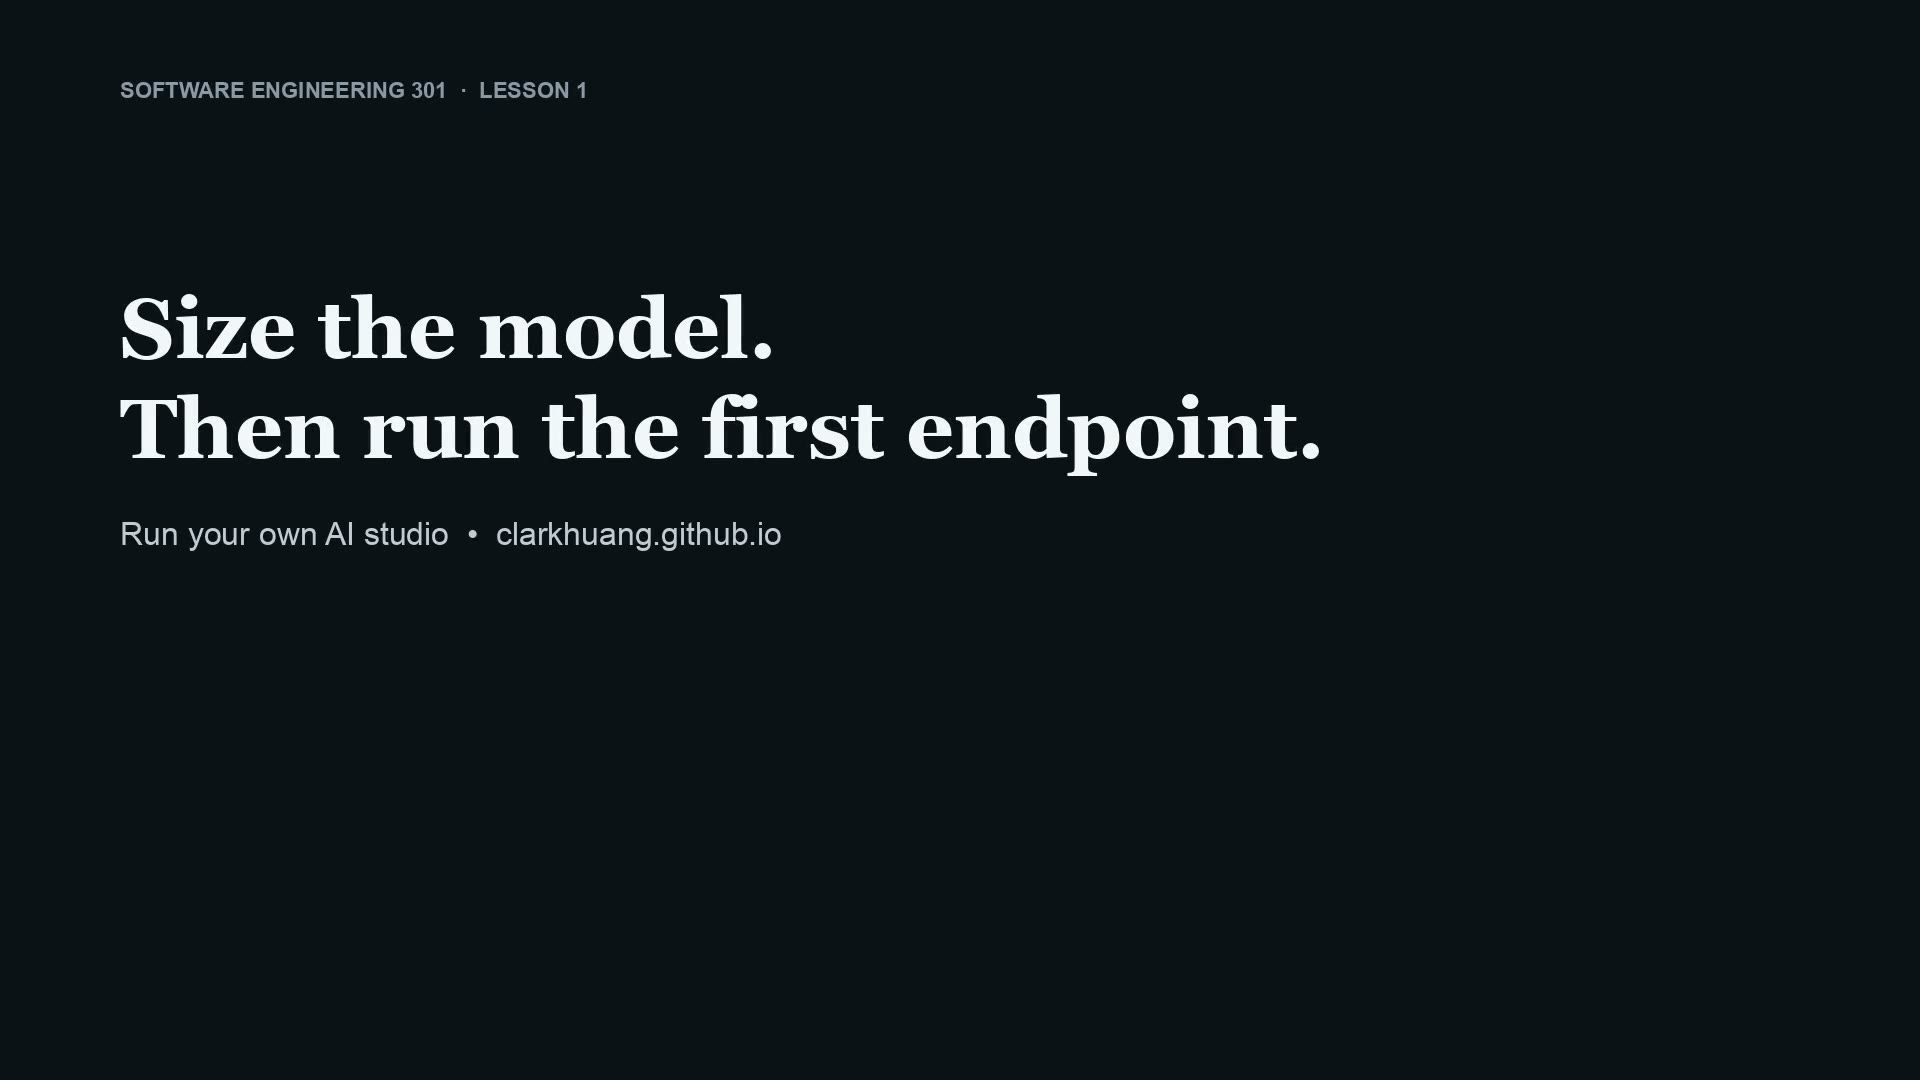 SOFTWARE ENGINEERING 301 · LESSON 1
Size the model.
Then run the first endpoint.
Run your own AI studio • clarkhuang.github.io